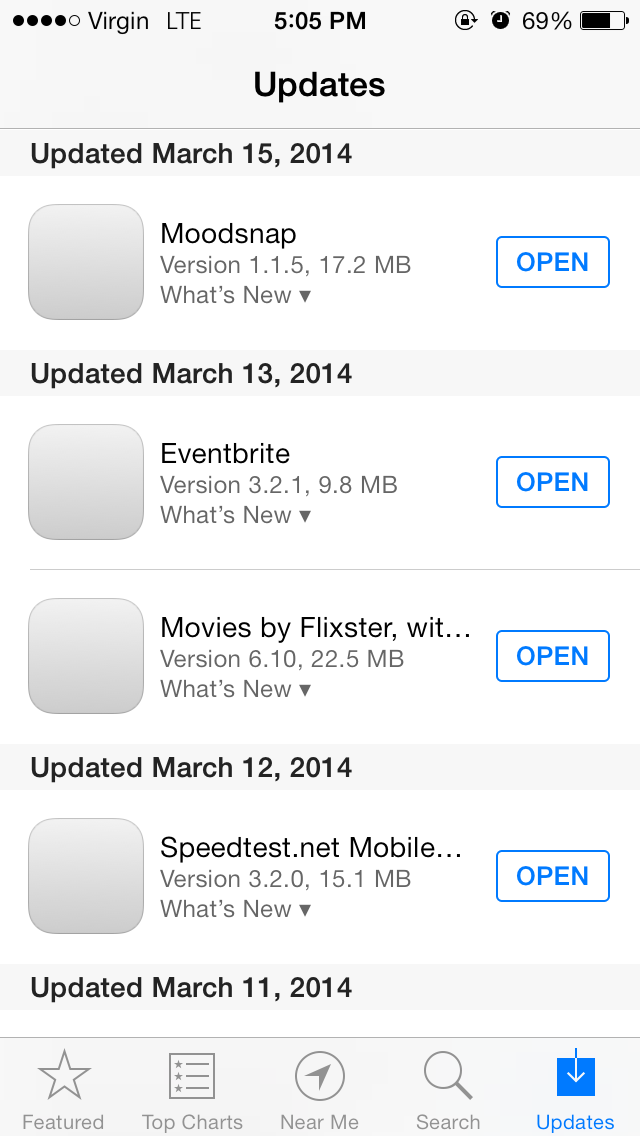 Virgin LTE 5:05 PM 69%
Updates
Updated March 15, 2014
Moodsnap
Version 1.1.5, 17.2 MB
What's New ▾
OPEN
Updated March 13, 2014
Eventbrite
Version 3.2.1, 9.8 MB
What's New ▾
OPEN
Movies by Flixster, wit...
Version 6.10, 22.5 MB
What's New ▾
OPEN
Updated March 12, 2014
Speedtest.net Mobile...
Version 3.2.0, 15.1 MB
What's New ▾
OPEN
Updated March 11, 2014
Featured Top Charts Near Me Search Updates